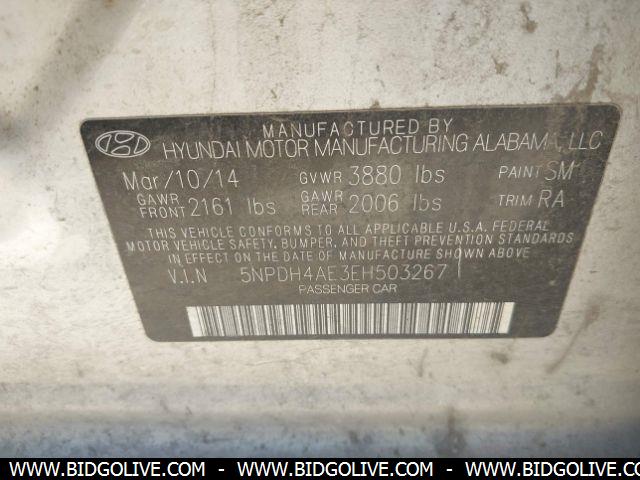 MANUFACTURED BY
HYUNDAI MOTOR MANUFACTURING ALABAMA, LLC
Mar/10/14 GVWR 3880 lbs PAINT SM
GAWR FRONT 2161 lbs GAWR REAR 2006 lbs TRIM RA
THIS VEHICLE CONFORMS TO ALL APPLICABLE U.S.A. FEDERAL
MOTOR VEHICLE SAFETY, BUMPER, AND THEFT PREVENTION
STANDARDS IN EFFECT ON THE DATE OF MANUFACTURE SHOWN ABOVE.
V.I.N 5NPDH4AE3EH503267
PASSENGER CAR
WWW.BIDGOLIVE.COM - WWW.BIDGOLIVE.COM - WWW.BIDGOLIVE.COM